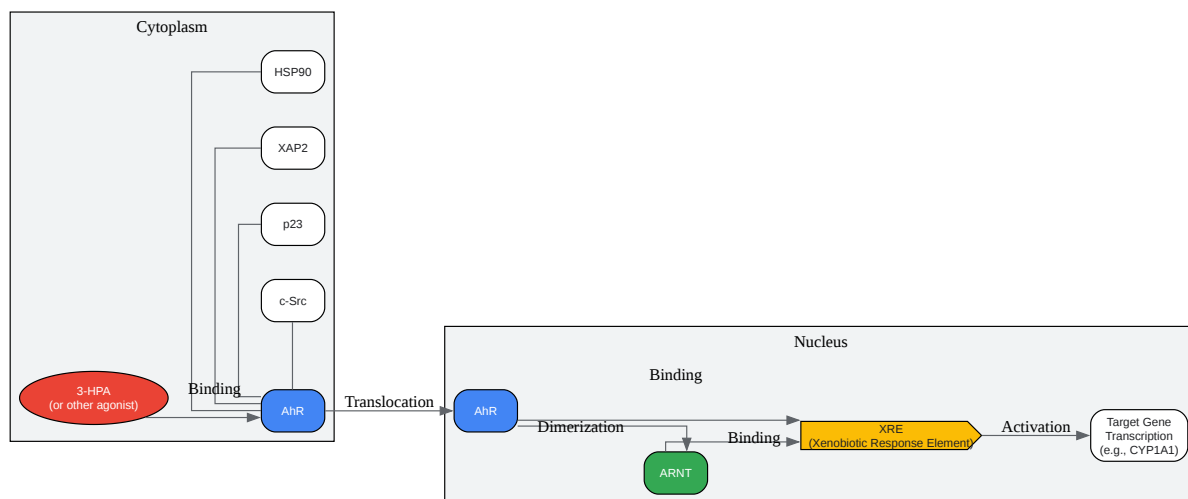 Cytoplasm
HSP90
XAP2
p23
c-Src
3-HPA
(or other agonist)
Binding
AhR
Translocation
Nucleus
Binding
AhR
Dimerization
ARNT
Binding
XRE
(Xenobiotic Response Element)
Activation
Target Gene
Transcription
(e.g., CYP1A1)